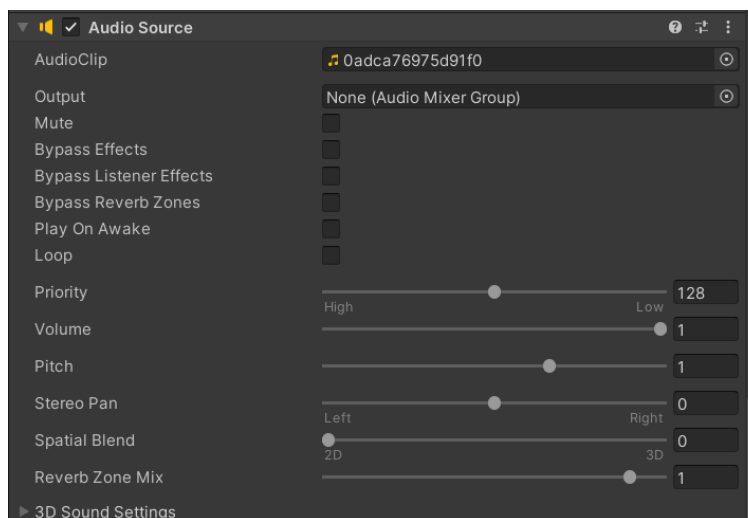 Audio Source
AudioClip 0adca76975d91f0
Output None (Audio Mixer Group)
Mute
Bypass Effects
Bypass Listener Effects
Bypass Reverb Zones
Play On Awake
Loop
Priority 128
High Low
Volume 1
Pitch 1
Stereo Pan 0
Left Right
Spatial Blend 0
2D 3D
Reverb Zone Mix 1
3D Sound Settings